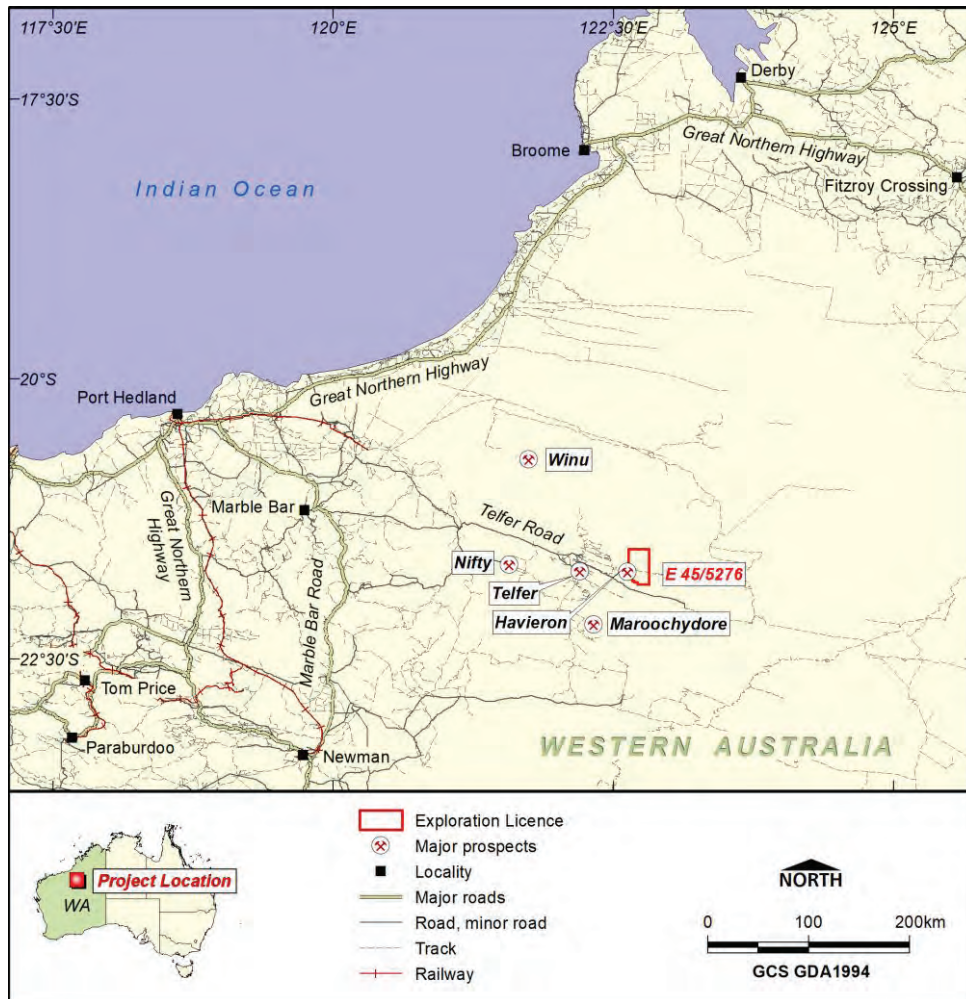 117°30'E
120°E
122°30'E
125°E
17°30'S
Derby
Great Northern Highway
Broome
Fitzroy Crossing
Indian Ocean
20°S
Port Hedland
Great Northern Highway
Winu
Marble Bar
Great Northern
Highway
Telfer Road
Nifty
E 45/5276
Telfer
Havieron
Maroochydore
Marble Bar Road
22°30'S
Tom Price
Paraburdoo
Newman
WESTERN AUSTRALIA
Project Location
WA
Exploration Licence
Major prospects
Locality
Major roads
Road, minor road
Track
Railway
NORTH
0 100 200km
GCS GDA1994